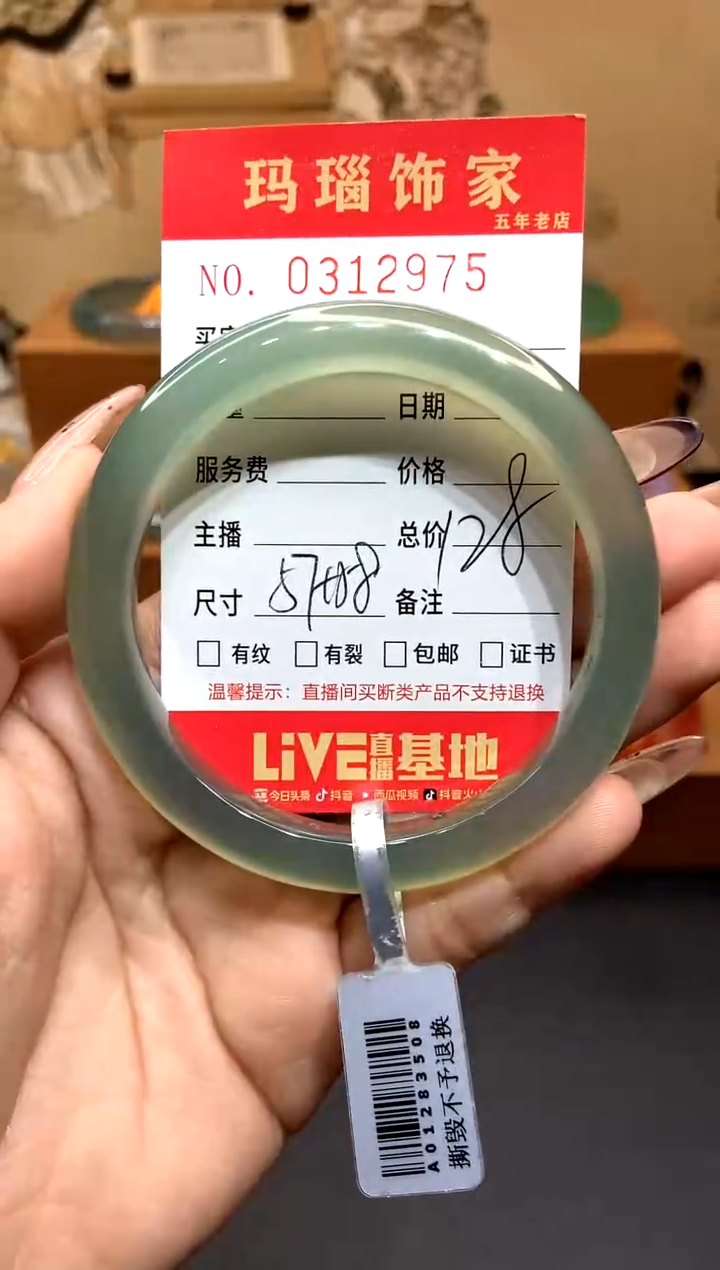 玛瑙饰家
五年老店
NO. 0312975
日期
服务费 价格
主播 总价 128
尺寸 57 备注
有纹 有裂 包邮 证书
温馨提示：直播间买断类产品不支持退换
LiVE直播基地
今日头条 抖音 西瓜视频 抖音火
A01283508
撕毁不予退换